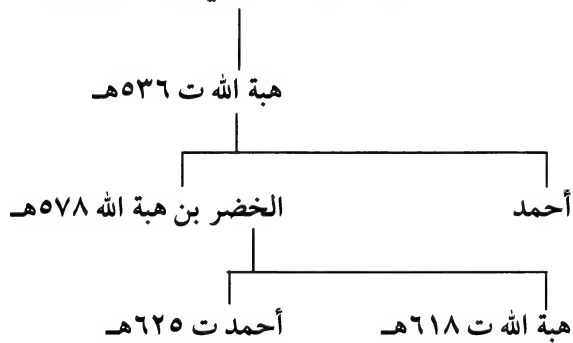 هبة الله ت ٥٣٦هـ
أحمد الخضر بن هبة الله ٥٧٨هـ
هبة الله ت ٦١٨هـ أحمد ت ٦٢٥هـ